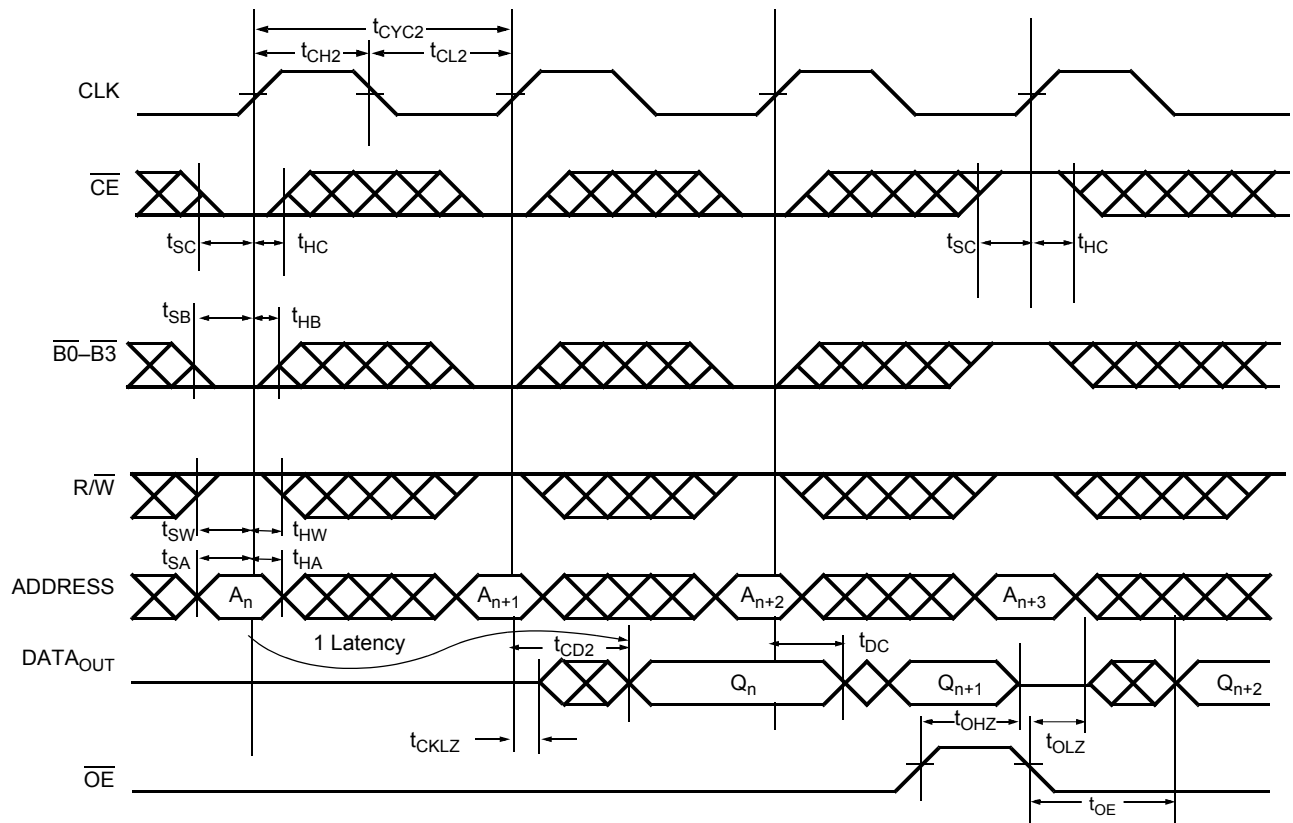 tCYC2
tCH2
tCL2
CLK
CE
tSC
tHC
tSC
tHC
tSB
tHB
B0–B3
R/W
tSW
tHW
tSA
tHA
ADDRESS
An
An+1
An+2
An+3
1 Latency
tCD2
tDC
DATAOUT
Qn
Qn+1
Qn+2
tOHZ
tCKLZ
tOLZ
OE
tOE